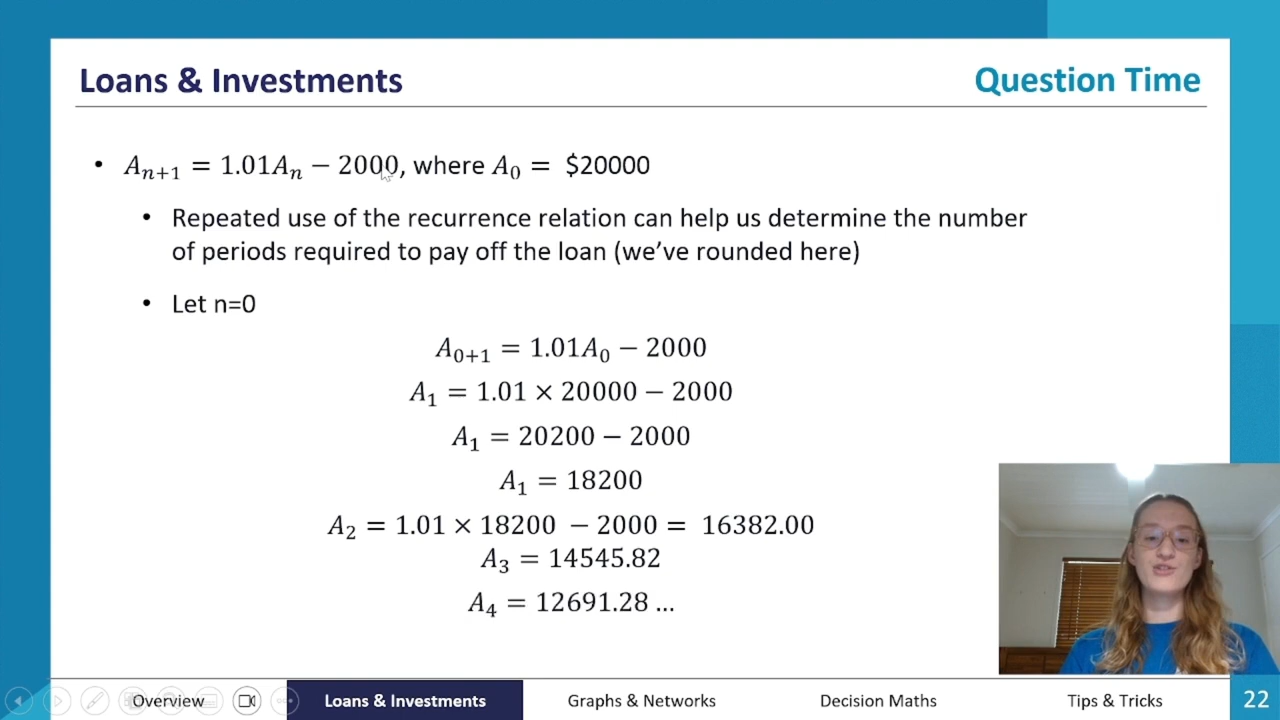 Loans & Investments
Question Time
• Aₙ₊₁ = 1.01Aₙ − 2000, where A₀ = $20000
• Repeated use of the recurrence relation can help us determine the number
of periods required to pay off the loan (we’ve rounded here)
• Let n=0
A₀₊₁ = 1.01A₀ − 2000
A₁ = 1.01 × 20000 − 2000
A₁ = 20200 − 2000
A₁ = 18200
A₂ = 1.01 × 18200 − 2000 = 16382.00
A₃ = 14545.82
A₄ = 12691.28 ...
Overview
Loans & Investments
Graphs & Networks
Decision Maths
Tips & Tricks
22